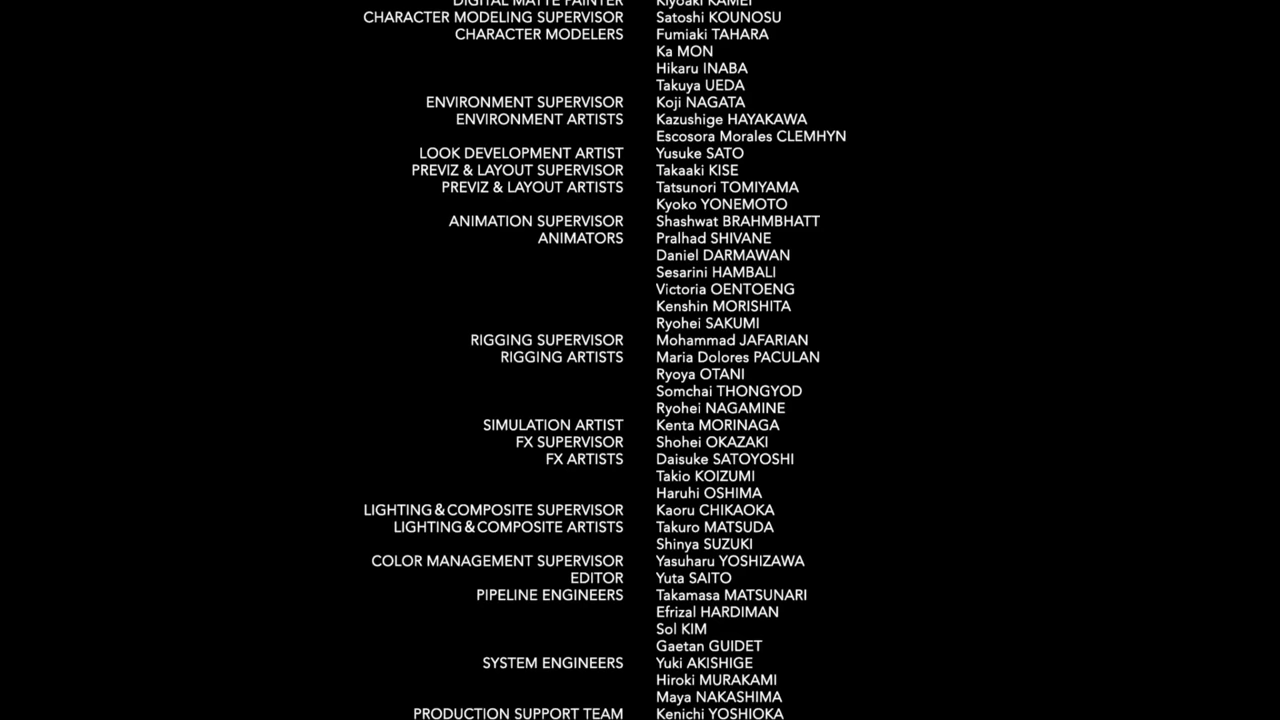 DIGITAL MATTE PAINTER Kiyoaki KAMEI
CHARACTER MODELING SUPERVISOR Satoshi KOUNOSU
CHARACTER MODELERS Fumiaki TAHARA
Ka MON
Hikaru INABA
Takuya UEDA
ENVIRONMENT SUPERVISOR Koji NAGATA
ENVIRONMENT ARTISTS Kazushige HAYAKAWA
Escosora Morales CLEMHYN
LOOK DEVELOPMENT ARTIST Yusuke SATO
PREVIZ & LAYOUT SUPERVISOR Takaaki KISE
PREVIZ & LAYOUT ARTISTS Tatsunori TOMIYAMA
Kyoko YONEMOTO
ANIMATION SUPERVISOR Shashwat BRAHMBHATT
ANIMATORS Pralhad SHIVANE
Daniel DARMAWAN
Sesarini HAMBALI
Victoria OENTOENG
Kenshin MORISHITA
Ryohei SAKUMI
RIGGING SUPERVISOR Mohammad JAFARIAN
RIGGING ARTISTS Maria Dolores PACULAN
Ryoya OTANI
Somchai THONGYOD
Ryohei NAGAMINE
SIMULATION ARTIST Kenta MORINAGA
FX SUPERVISOR Shohei OKAZAKI
FX ARTISTS Daisuke SATOYOSHI
Takio KOIZUMI
Haruhi OSHIMA
LIGHTING & COMPOSITE SUPERVISOR Kaoru CHIKAOKA
LIGHTING & COMPOSITE ARTISTS Takuro MATSUDA
Shinya SUZUKI
COLOR MANAGEMENT SUPERVISOR Yasuharu YOSHIZAWA
EDITOR Yuta SAITO
PIPELINE ENGINEERS Takamasa MATSUNARI
Efrizal HARDIMAN
Sol KIM
Gaetan GUIDET
SYSTEM ENGINEERS Yuki AKISHIGE
Hiroki MURAKAMI
Maya NAKASHIMA
PRODUCTION SUPPORT TEAM Kenichi YOSHIOKA